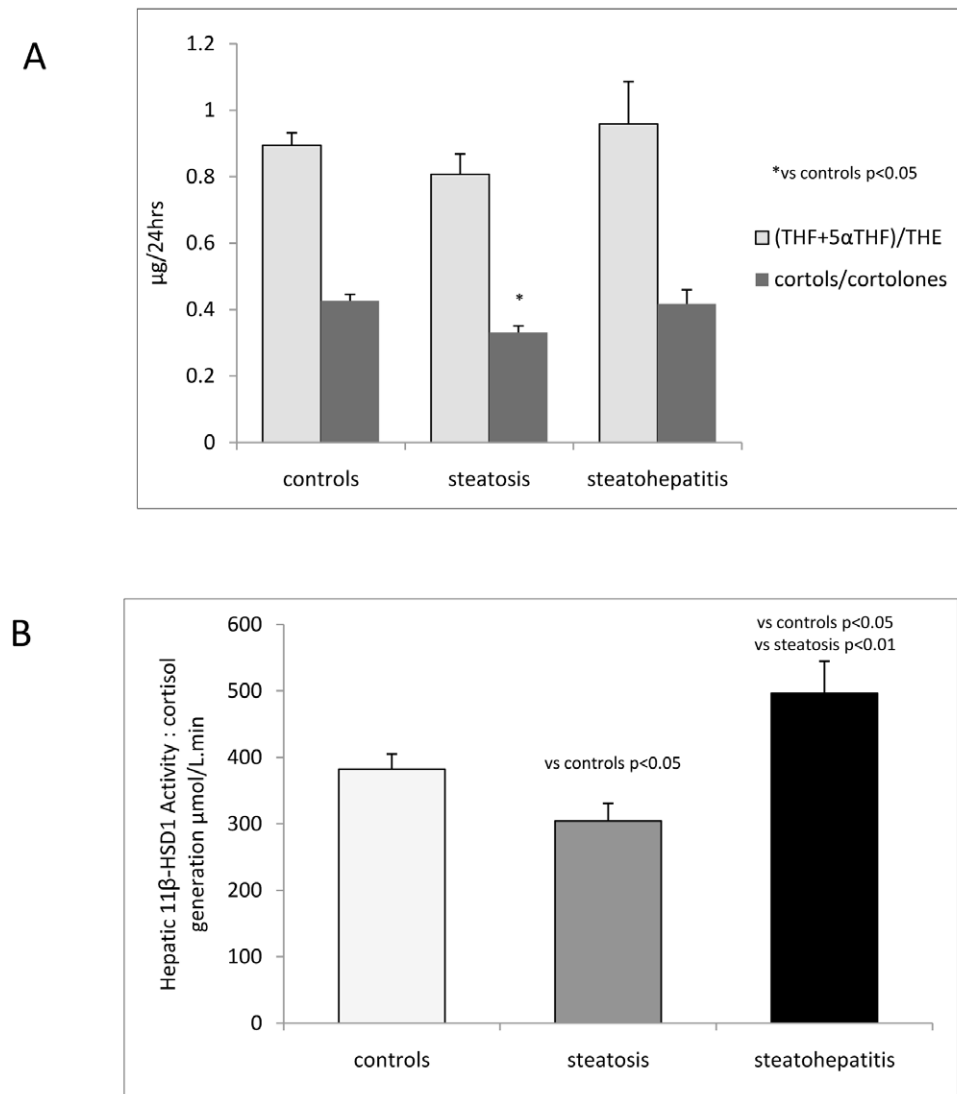 A
1.2
1
0.8
0.6
0.4
0.2
0
µg/24hrs
*
*vs controls p<0.05
(THF+5αTHF)/THE
cortols/cortolones
controls
steatosis
steatohepatitis
B
600
500
400
300
200
100
0
Hepatic 11β-HSD1 Activity : cortisol
generation µmol/L.min
vs controls p<0.05
vs controls p<0.05
vs steatosis p<0.01
controls
steatosis
steatohepatitis